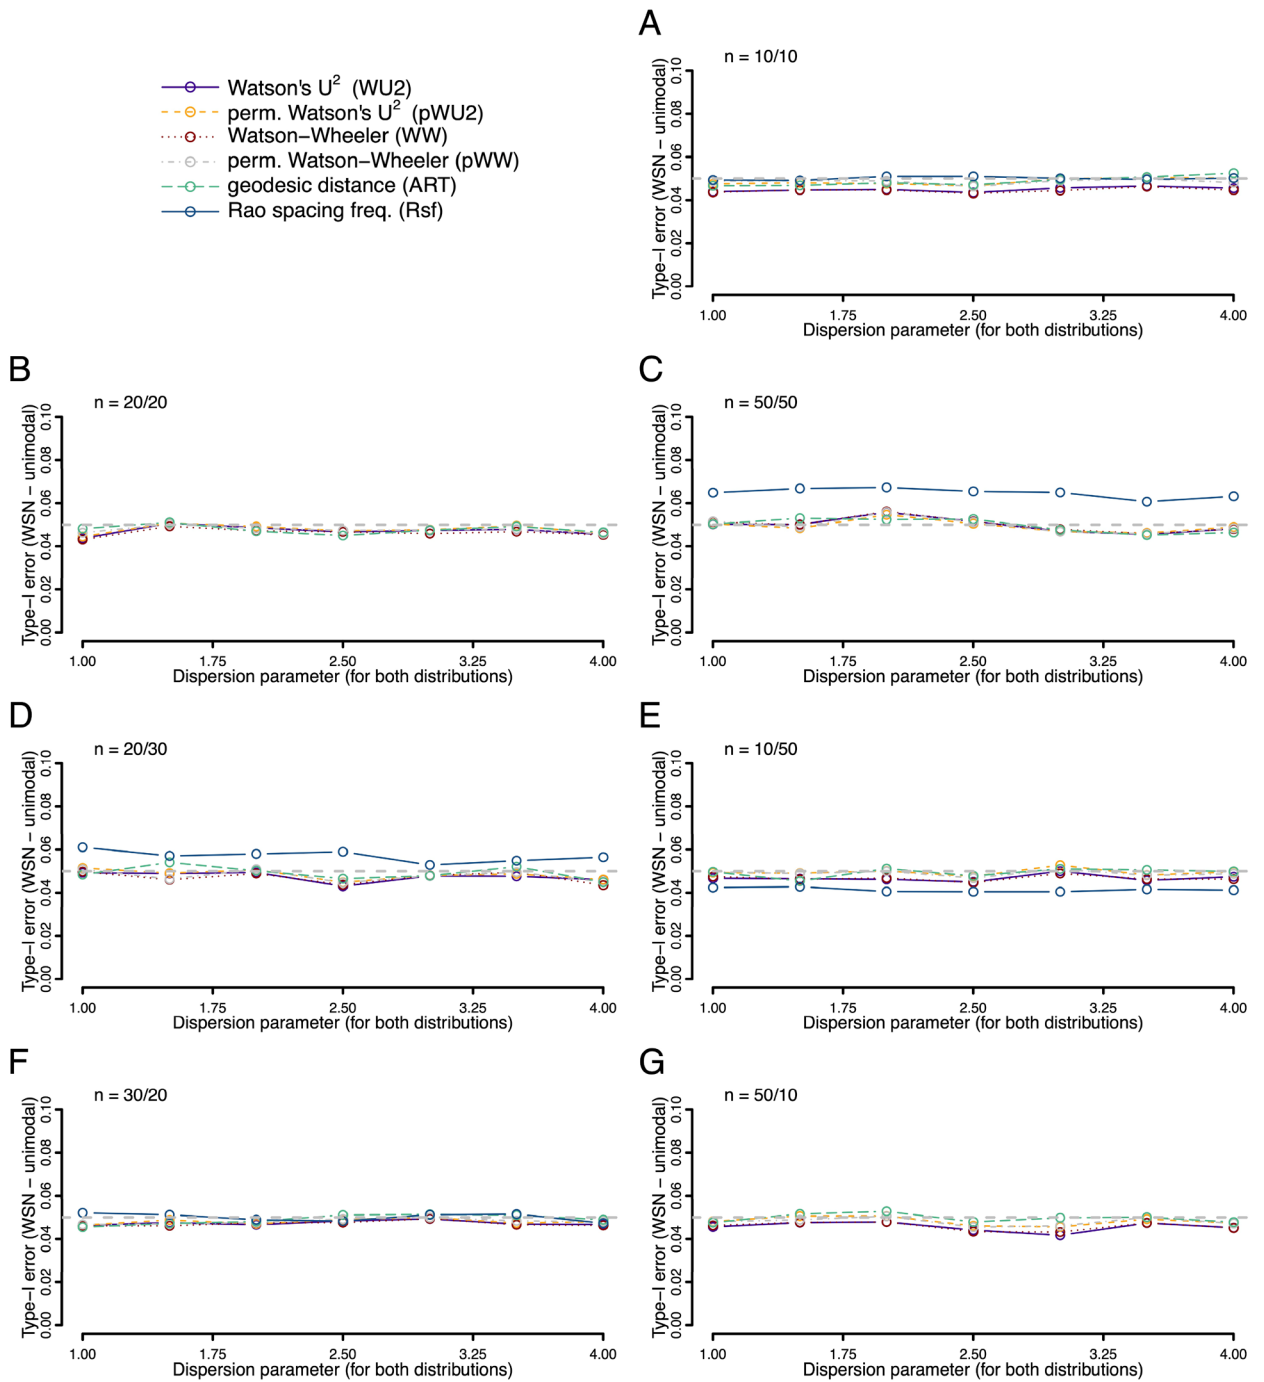 A
n = 10/10
Watson's U² (WU2)
perm. Watson's U² (pWU2)
Watson−Wheeler (WW)
perm. Watson−Wheeler (pWW)
geodesic distance (ART)
Rao spacing freq. (Rsf)
Type−I error (WSN − unimodal)
0.00 0.02 0.04 0.06 0.08 0.10
1.00 1.75 2.50 3.25 4.00
Dispersion parameter (for both distributions)
B
n = 20/20
Type−I error (WSN − unimodal)
0.00 0.02 0.04 0.06 0.08 0.10
1.00 1.75 2.50 3.25 4.00
Dispersion parameter (for both distributions)
C
n = 50/50
Type−I error (WSN − unimodal)
0.00 0.02 0.04 0.06 0.08 0.10
1.00 1.75 2.50 3.25 4.00
Dispersion parameter (for both distributions)
D
n = 20/30
Type−I error (WSN − unimodal)
0.00 0.02 0.04 0.06 0.08 0.10
1.00 1.75 2.50 3.25 4.00
Dispersion parameter (for both distributions)
E
n = 10/50
Type−I error (WSN − unimodal)
0.00 0.02 0.04 0.06 0.08 0.10
1.00 1.75 2.50 3.25 4.00
Dispersion parameter (for both distributions)
F
n = 30/20
Type−I error (WSN − unimodal)
0.00 0.02 0.04 0.06 0.08 0.10
1.00 1.75 2.50 3.25 4.00
Dispersion parameter (for both distributions)
G
n = 50/10
Type−I error (WSN − unimodal)
0.00 0.02 0.04 0.06 0.08 0.10
1.00 1.75 2.50 3.25 4.00
Dispersion parameter (for both distributions)